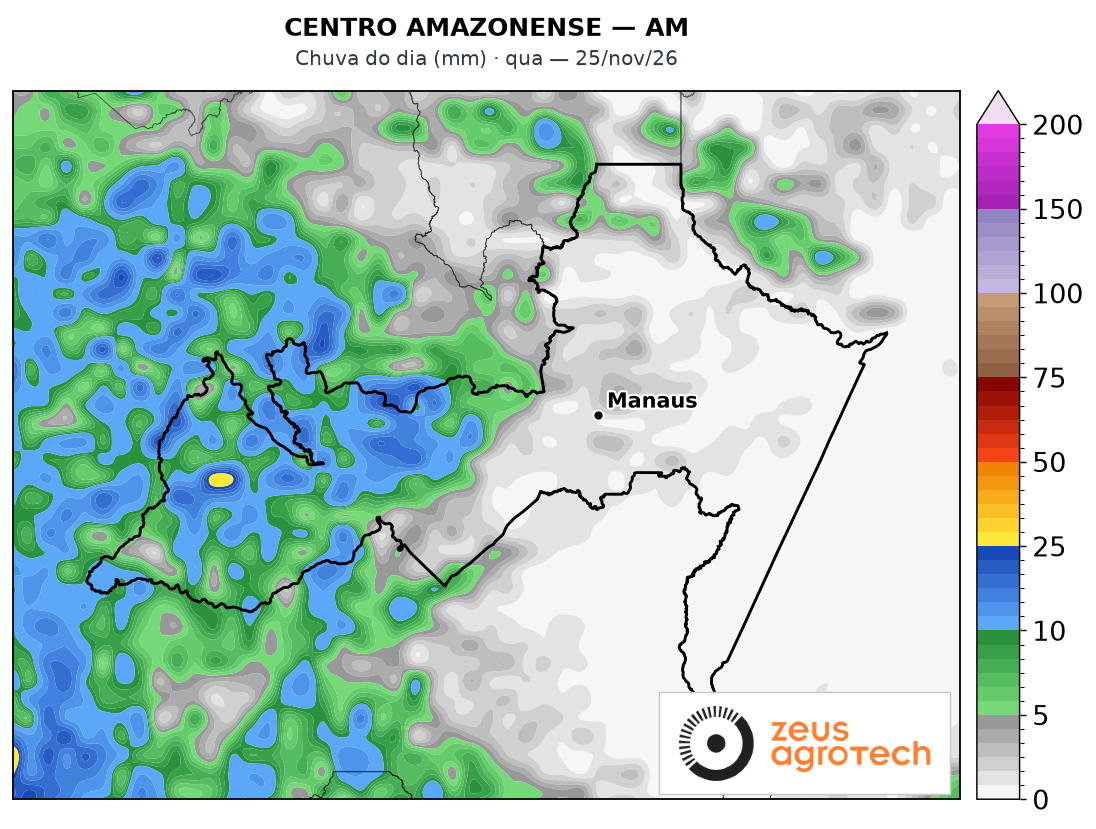 CENTRO AMAZONENSE — AM
Chuva do dia (mm) · qua — 25/nov/26
200
150
100
75
50
25
10
5
0
Manaus
zeus
agrotech